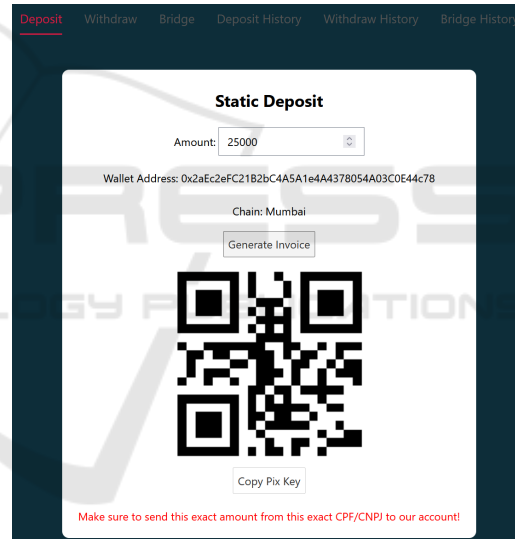 Deposit Withdraw Bridge Deposit History Withdraw History Bridge History
Static Deposit
Amount: 25000
Wallet Address: 0x2aEc2eFC21B2bC4A5A1e4A4378054A03C0E44c78
Chain: Mumbai
Generate Invoice
Copy Pix Key
Make sure to send this exact amount from this exact CPF/CNPJ to our account!